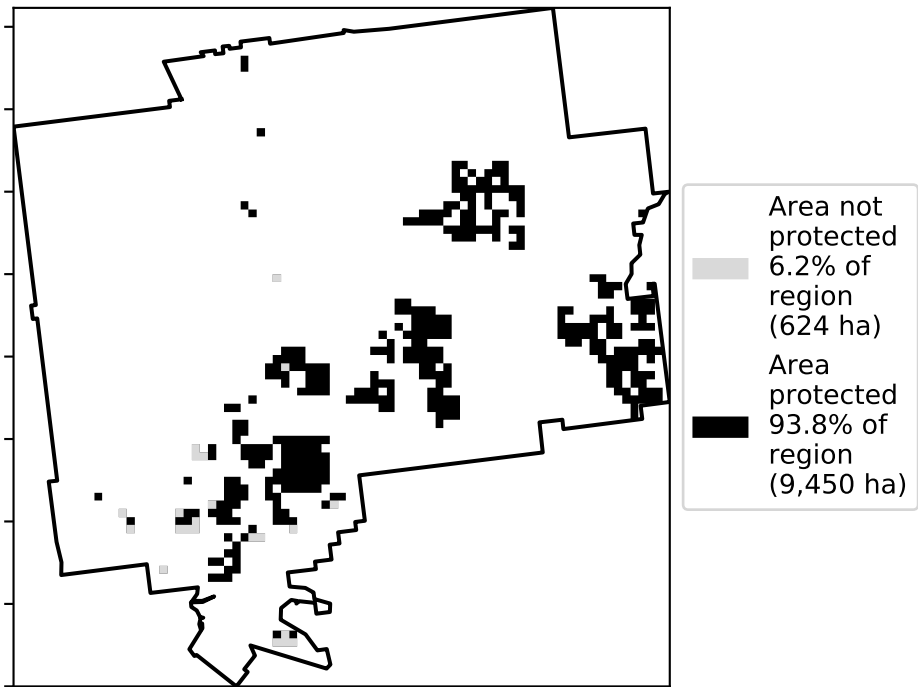 Area not
protected
6.2% of
region
(624 ha)
Area
protected
93.8% of
region
(9,450 ha)